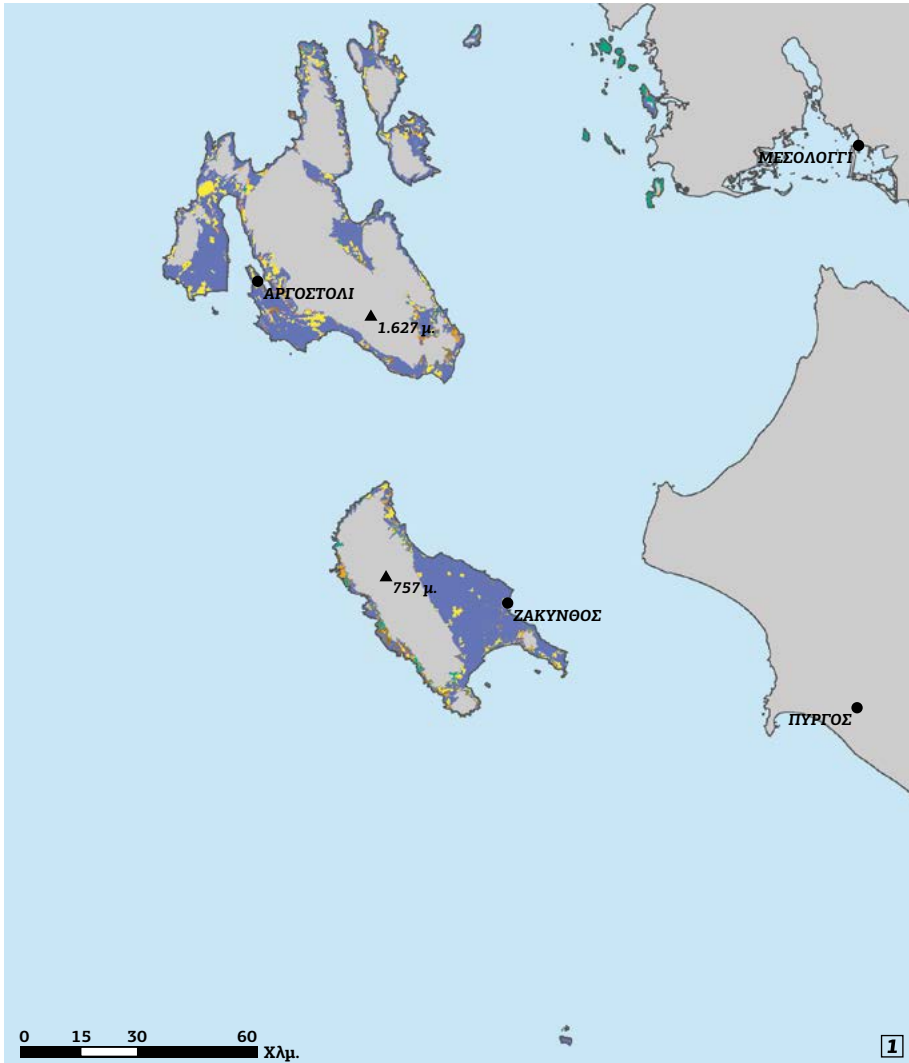 ΜΕΣΟΛΟΓΓΙ
ΑΡΓΟΣΤΟΛΙ
1.627 μ.
757 μ.
ΖΑΚΥΝΘΟΣ
ΠΥΡΓΟΣ
0 15 30 60
Χλμ.
1